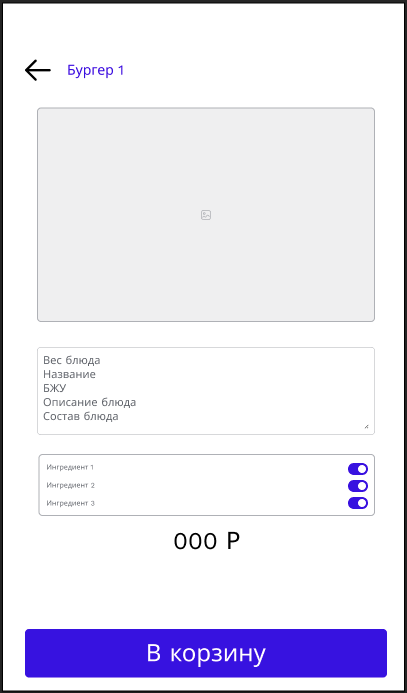 Бургер 1
Вес блюда
Название
БЖУ
Описание блюда
Состав блюда
Ингредиент 1
Ингредиент 2
Ингредиент 3
000 Р
В корзину